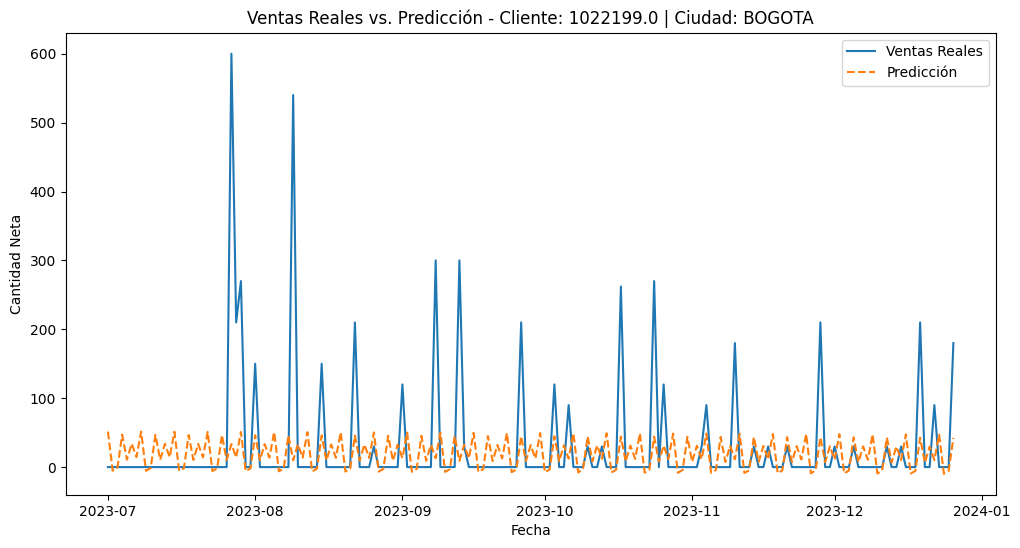 Ventas Reales vs. Predicción - Cliente: 1022199.0 | Ciudad: BOGOTA
Ventas Reales
Predicción
Cantidad Neta
600
500
400
300
200
100
0
2023-07
2023-08
2023-09
2023-10
2023-11
2023-12
2024-01
Fecha